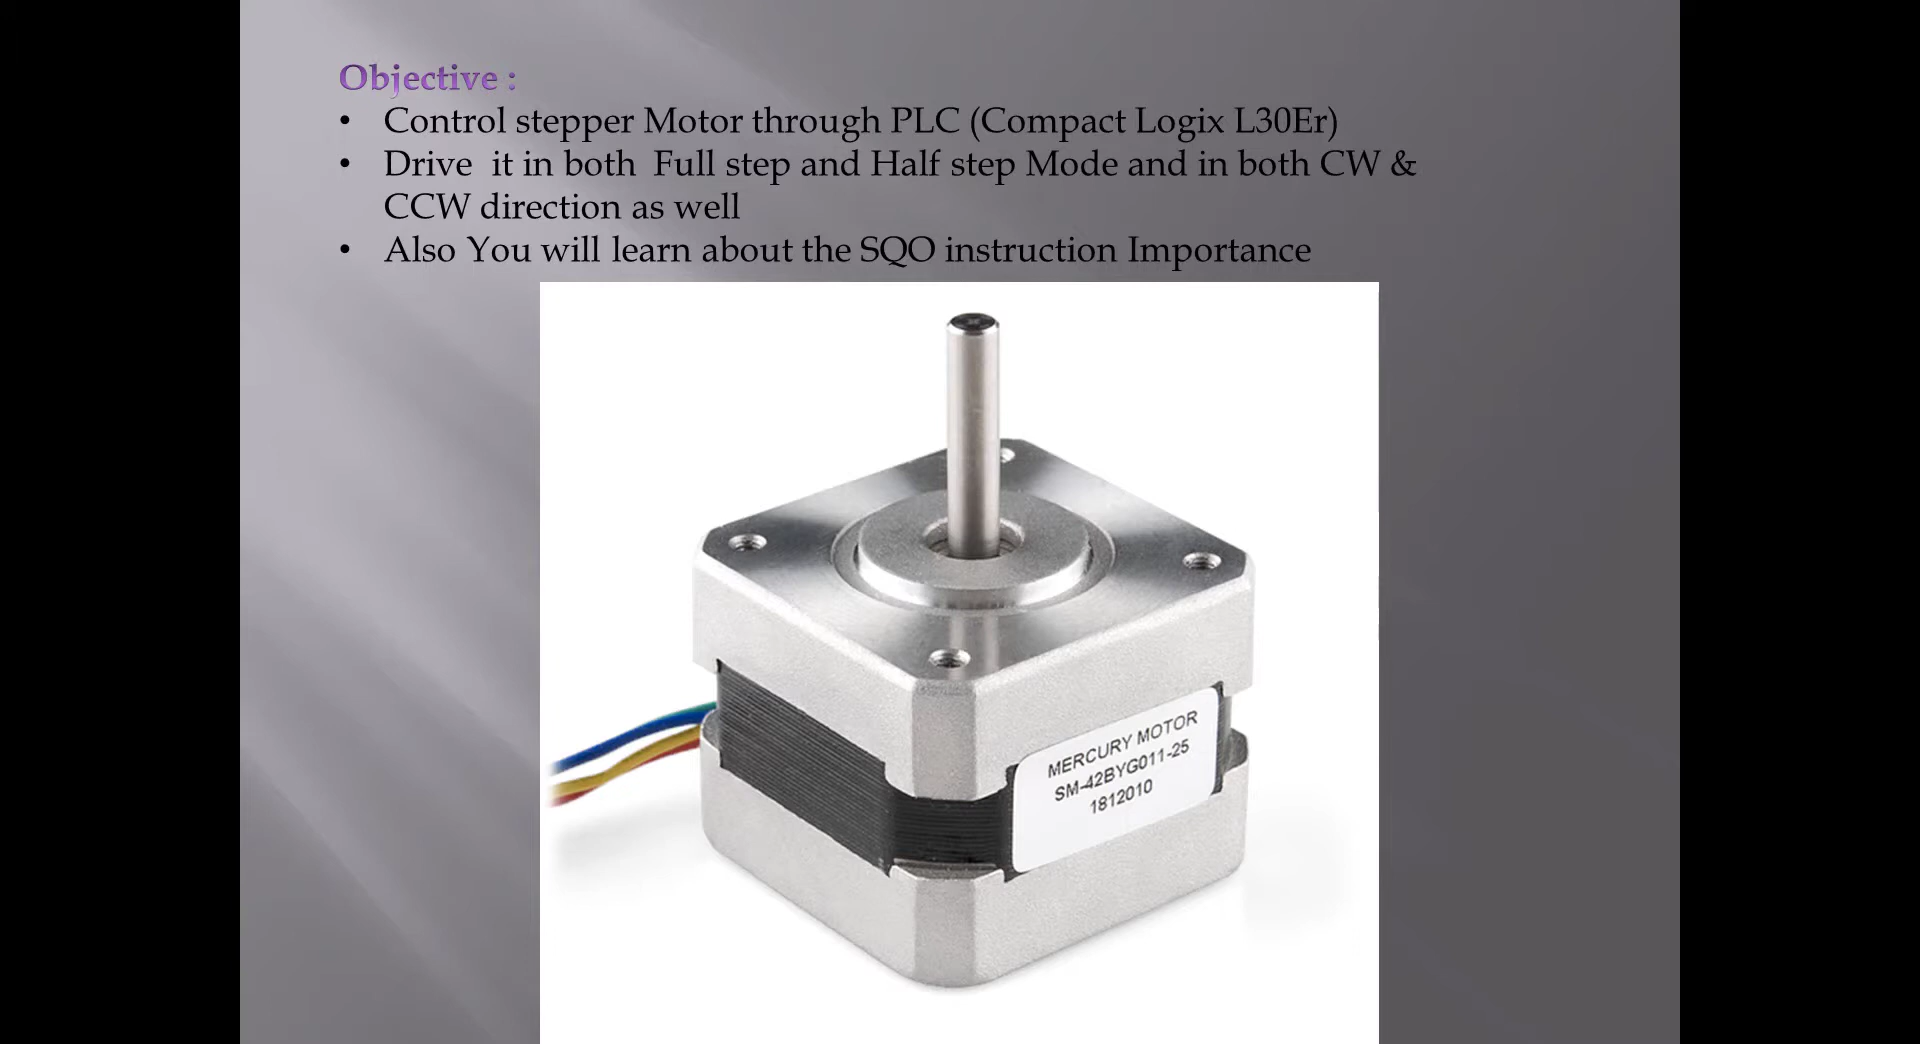 Objective :
• Control stepper Motor through PLC (Compact Logix L30Er)
• Drive it in both Full step and Half step Mode and in both CW &
CCW direction as well
• Also You will learn about the SQO instruction Importance
MERCURY MOTOR
SM-42BYG011-25
1812010